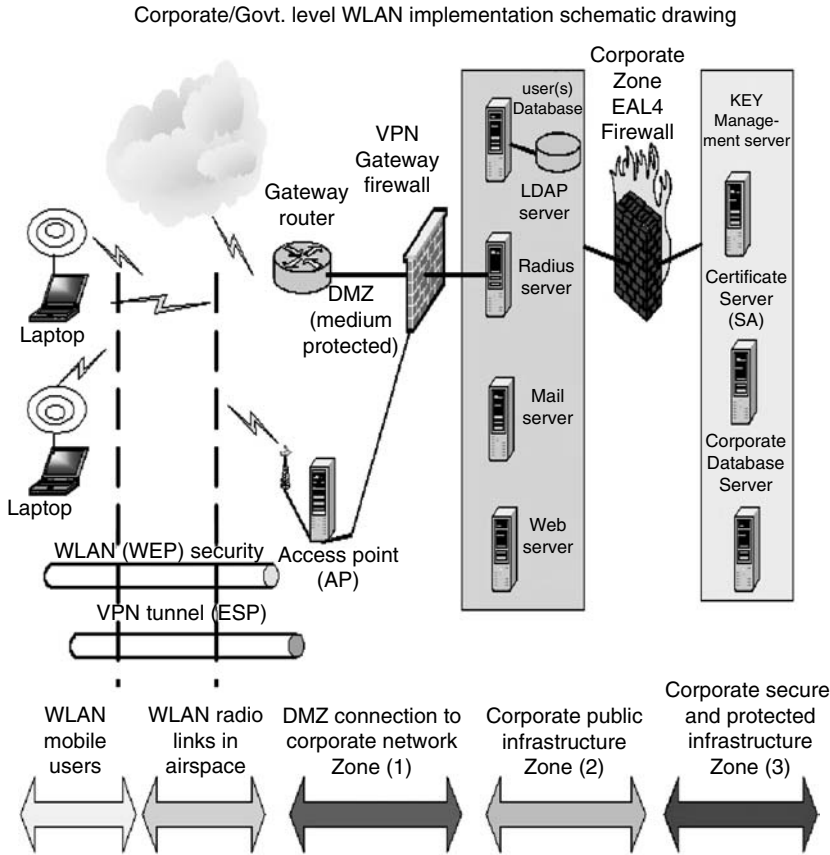 Corporate/Govt. level WLAN implementation schematic drawing
Corporate
Zone
EAL4
Firewall
user(s)
Database
KEY
Manage-
ment server
VPN
Gateway
firewall
Gateway
router
LDAP
server
Radius
server
Certificate
Server
(SA)
DMZ
(medium
protected)
Laptop
Mail
server
Corporate
Database
Server
Laptop
Web
server
WLAN (WEP) security
Access point
(AP)
VPN tunnel (ESP)
WLAN
mobile
users
WLAN radio
links in
airspace
DMZ connection to
corporate network
Zone (1)
Corporate public
infrastructure
Zone (2)
Corporate secure
and protected
infrastructure
Zone (3)